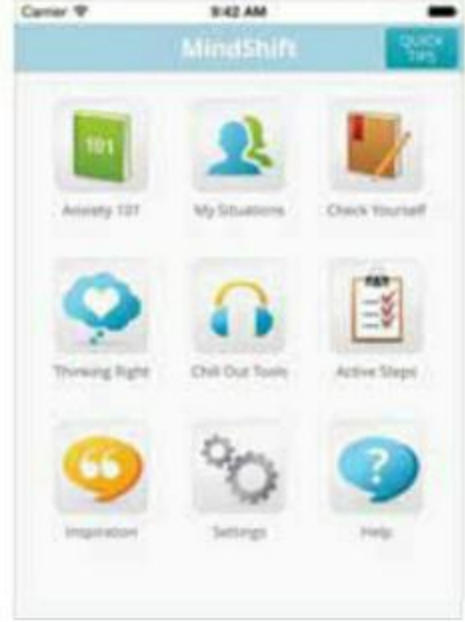 Carrier 9:42 AM
MindShift
QUICK
TIPS
101
Anxiety 101
My Situations
Check Yourself
Thinking Right
Chill Out Tools
Active Steps
Inspiration
Settings
?
Help